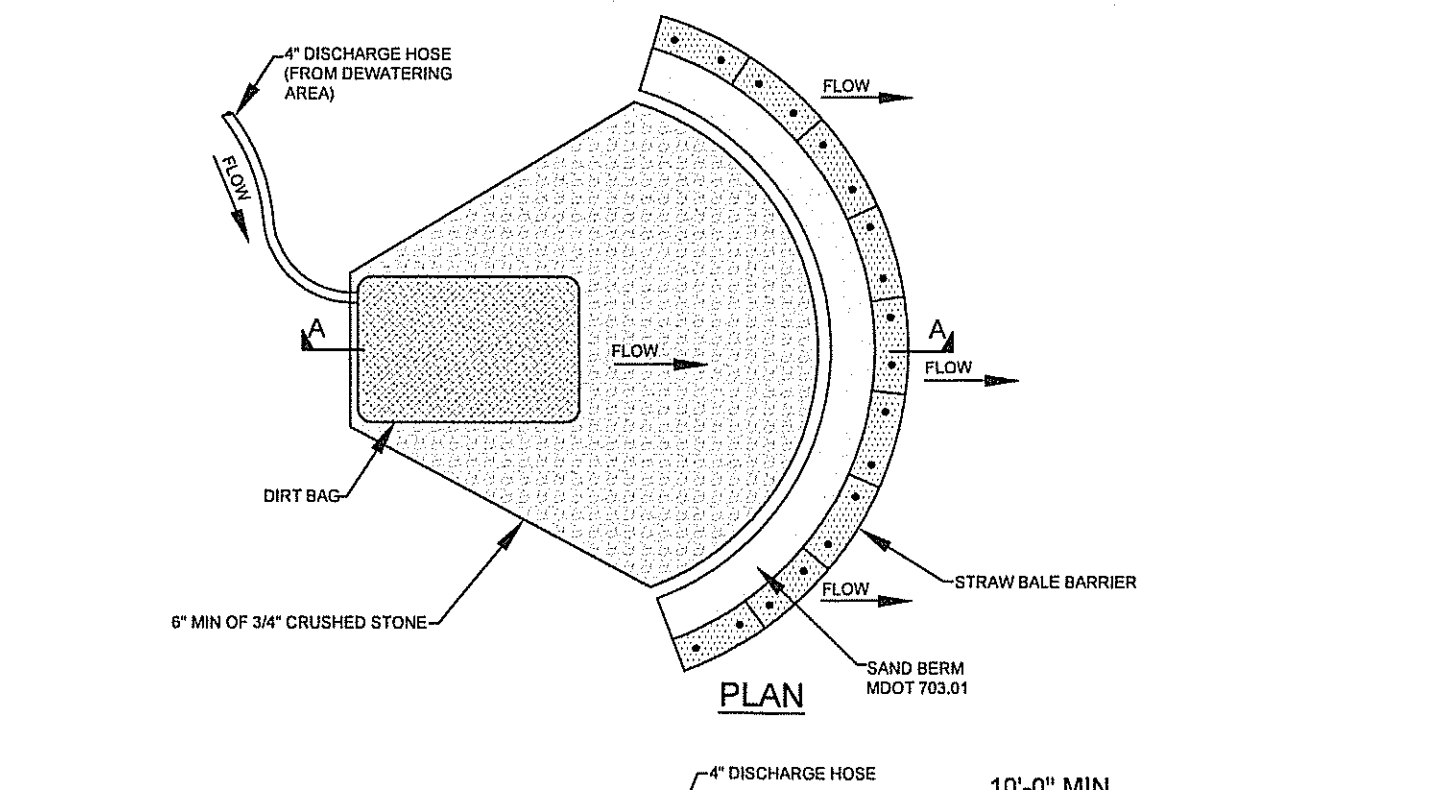 4" DISCHARGE HOSE
(FROM DEWATERING
AREA)
FLOW
FLOW
A
FLOW
A
FLOW
DIRT BAG
STRAW BALE BARRIER
FLOW
6" MIN OF 3/4" CRUSHED STONE
SAND BERM
MDOT 703.01
PLAN
4" DISCHARGE HOSE
10'-0" MIN